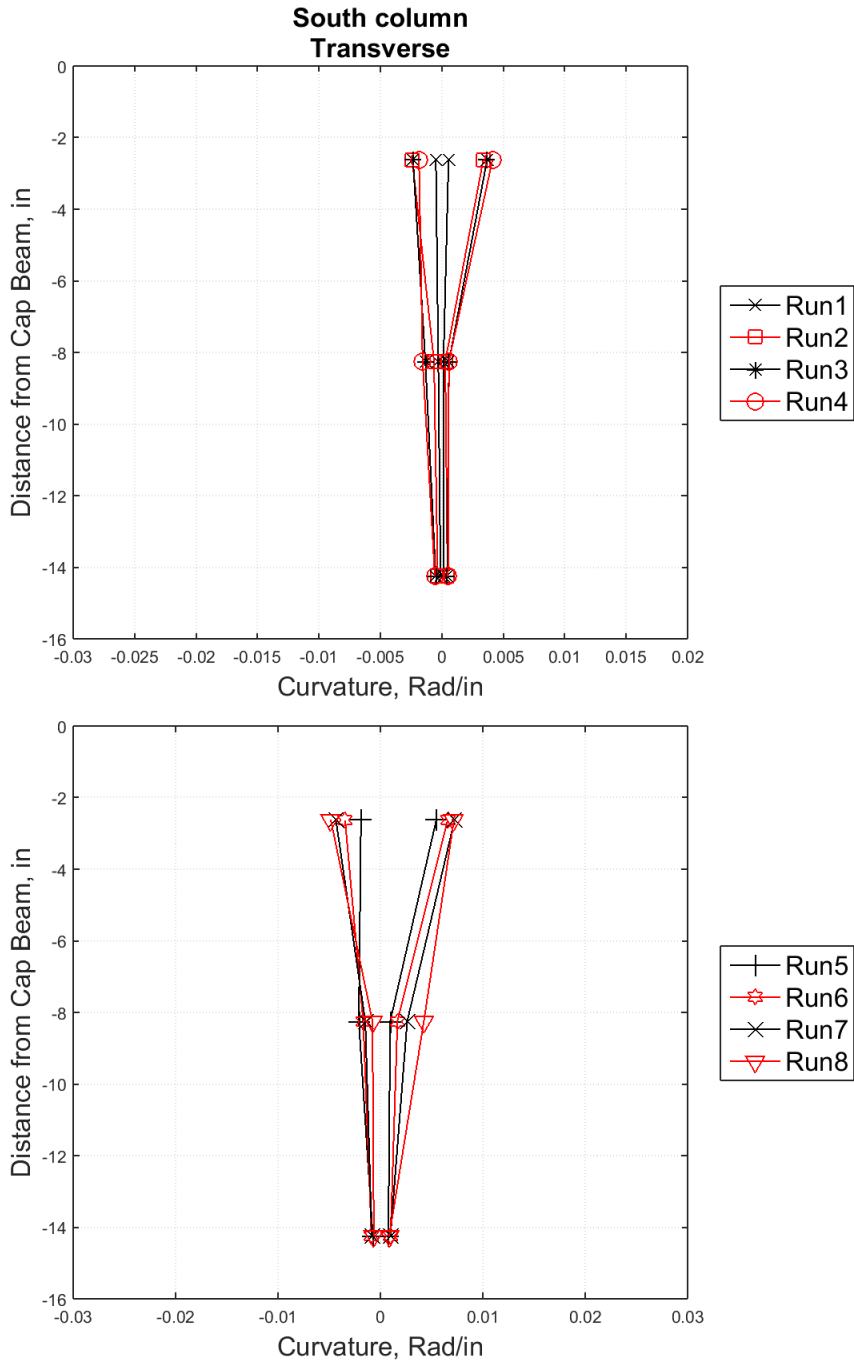 South column
Transverse
0
-2
-4
-6
-8
-10
-12
-14
-16
Distance from Cap Beam, in
-0.03 -0.025 -0.02 -0.015 -0.01 -0.005 0 0.005 0.01 0.015 0.02
Curvature, Rad/in
Run1
Run2
Run3
Run4
0
-2
-4
-6
-8
-10
-12
-14
-16
Distance from Cap Beam, in
-0.03 -0.02 -0.01 0 0.01 0.02 0.03
Curvature, Rad/in
Run5
Run6
Run7
Run8